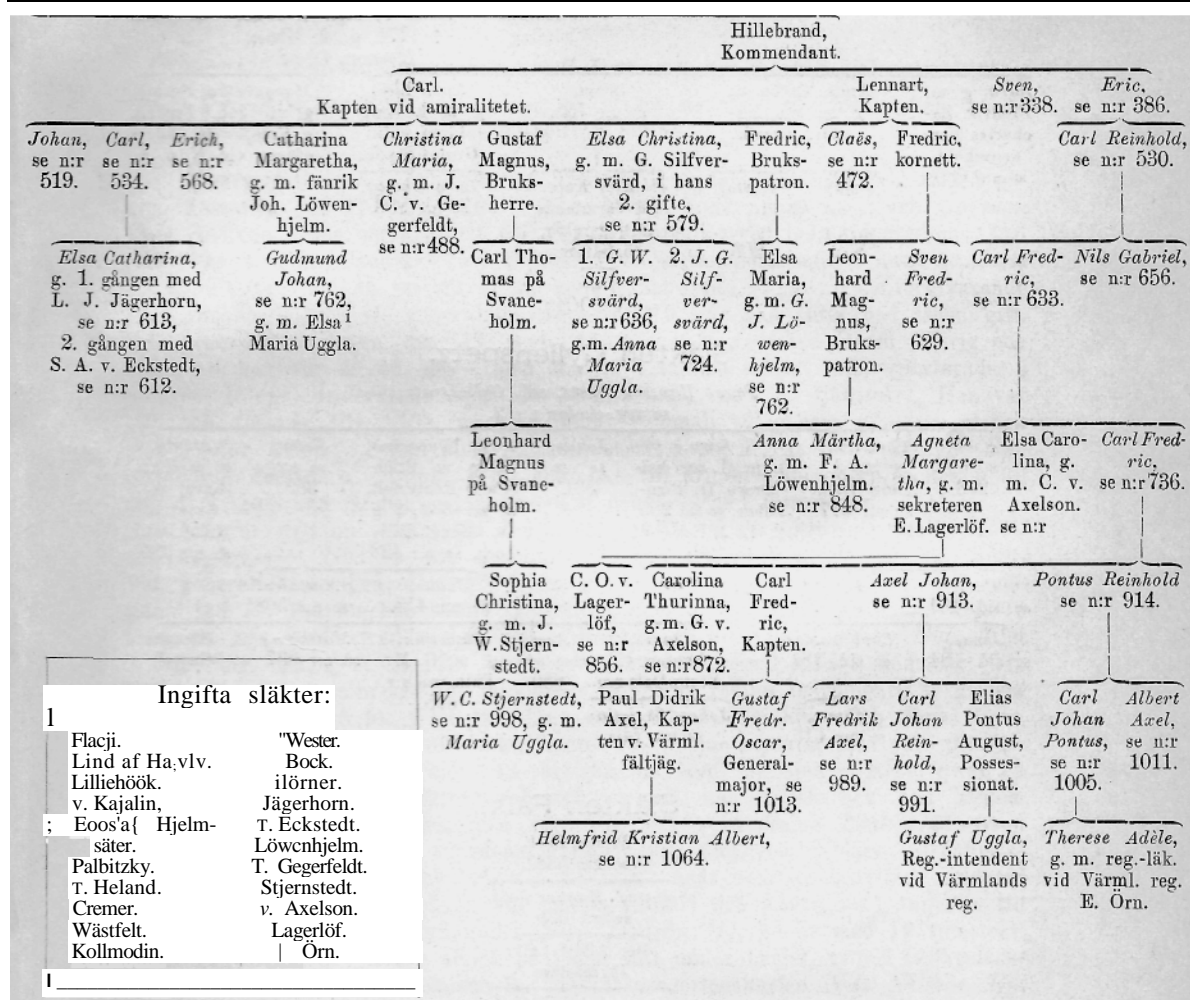 Hillebrand,
Kommendant.
Carl.
Kapten vid amiralitetet.
Lennart,
Kapten.
Sven,
se n:r 338.
Eric,
se n:r 386.
Johan,
se n:r
519.
Carl,
se n:r
534.
Erich,
se n:r
568.
Catharina
Margaretha,
g. m. fänrik
Joh. Löwen-
hjelm.
Christina
Maria,
g. m. J.
C. v. Ge-
gerfeldt,
se n:r 488.
Gustaf
Magnus,
Bruks-
herre.
Elsa Christina,
g. m. G. Silfver-
svärd, i hans
2. gifte,
se n:r 579.
Fredric,
Bruks-
patron.
Claës,
se n:r
472.
Fredric,
kornett.
Carl Reinhold,
se n:r 530.
Elsa Catharina,
g. 1. gången med
L. J. Jägerhorn,
se n:r 613,
2. gången med
S. A. v. Eckstedt,
se n:r 612.
Gudmund
Johan,
se n:r 762,
g. m. Elsa 1
Maria Uggla.
Carl Tho-
mas på
Svane-
holm.
1. G. W.
Silfver-
svärd,
se n:r 636,
g.m. Anna
Maria
Uggla.
2. J. G.
Silf-
ver-
svärd,
se n:r
724.
Elsa
Maria,
g. m. G.
J. Lö-
wen-
hjelm,
se n:r
762.
Leon-
hard
Mag-
nus,
Bruks-
patron.
Sven
Fred-
ric,
se n:r
629.
Carl Fred-
ric,
se n:r 633.
Nils Gabriel,
se n:r 656.
Leonhard
Magnus
på Svane-
holm.
Anna Märtha,
g. m. F. A.
Löwenhjelm.
se n:r 848.
Agneta
Margare-
tha, g. m.
sekreteren
E. Lagerlöf.
Elsa Caro-
lina, g.
m. C. v.
Axelson.
se n:r
Carl Fred-
ric,
se n:r 736.
Sophia
Christina,
g. m. J.
W. Stjern-
stedt.
C. O. v.
Lager-
löf,
se n:r
856.
Carolina
Thurinna,
g. m. G. v.
Axelson,
se n:r 872.
Carl
Fred-
ric,
Kapten.
Axel Johan,
se n:r 913.
Pontus Reinhold
se n:r 914.
W. C. Stjernstedt,
se n:r 998, g. m.
Maria Uggla.
Paul Didrik
Axel, Kap-
ten v. Värml.
fältjäg.
Gustaf
Fredr.
Oscar,
General-
major, se
n:r 1013.
Lars
Fredrik
Axel,
se n:r
989.
Carl
Johan
Rein-
hold,
se n:r
991.
Elias
Pontus
August,
Posses-
sionat.
Carl
Johan
Pontus,
se n:r
1005.
Albert
Axel,
se n:r
1011.
Helmfrid Kristian Albert,
se n:r 1064.
Gustaf Uggla,
Reg.-intendent
vid Värmlands
reg.
Therese Adèle,
g. m. reg.-läk.
vid Värml. reg.
E. Örn.
Ingifta släkter:
l
Flacji.
Lind af Ha;vlv.
Lilliehöök.
v. Kajalin,
; Eoos'a{ Hjelm-
säter.
Palbitzky.
T. Heland.
Cremer.
Wästfelt.
Kollmodin.
"Wester.
Bock.
ilörner.
Jägerhorn.
T. Eckstedt.
Löwcnhjelm.
T. Gegerfeldt.
Stjernstedt.
v. Axelson.
Lagerlöf.
| Örn.
l